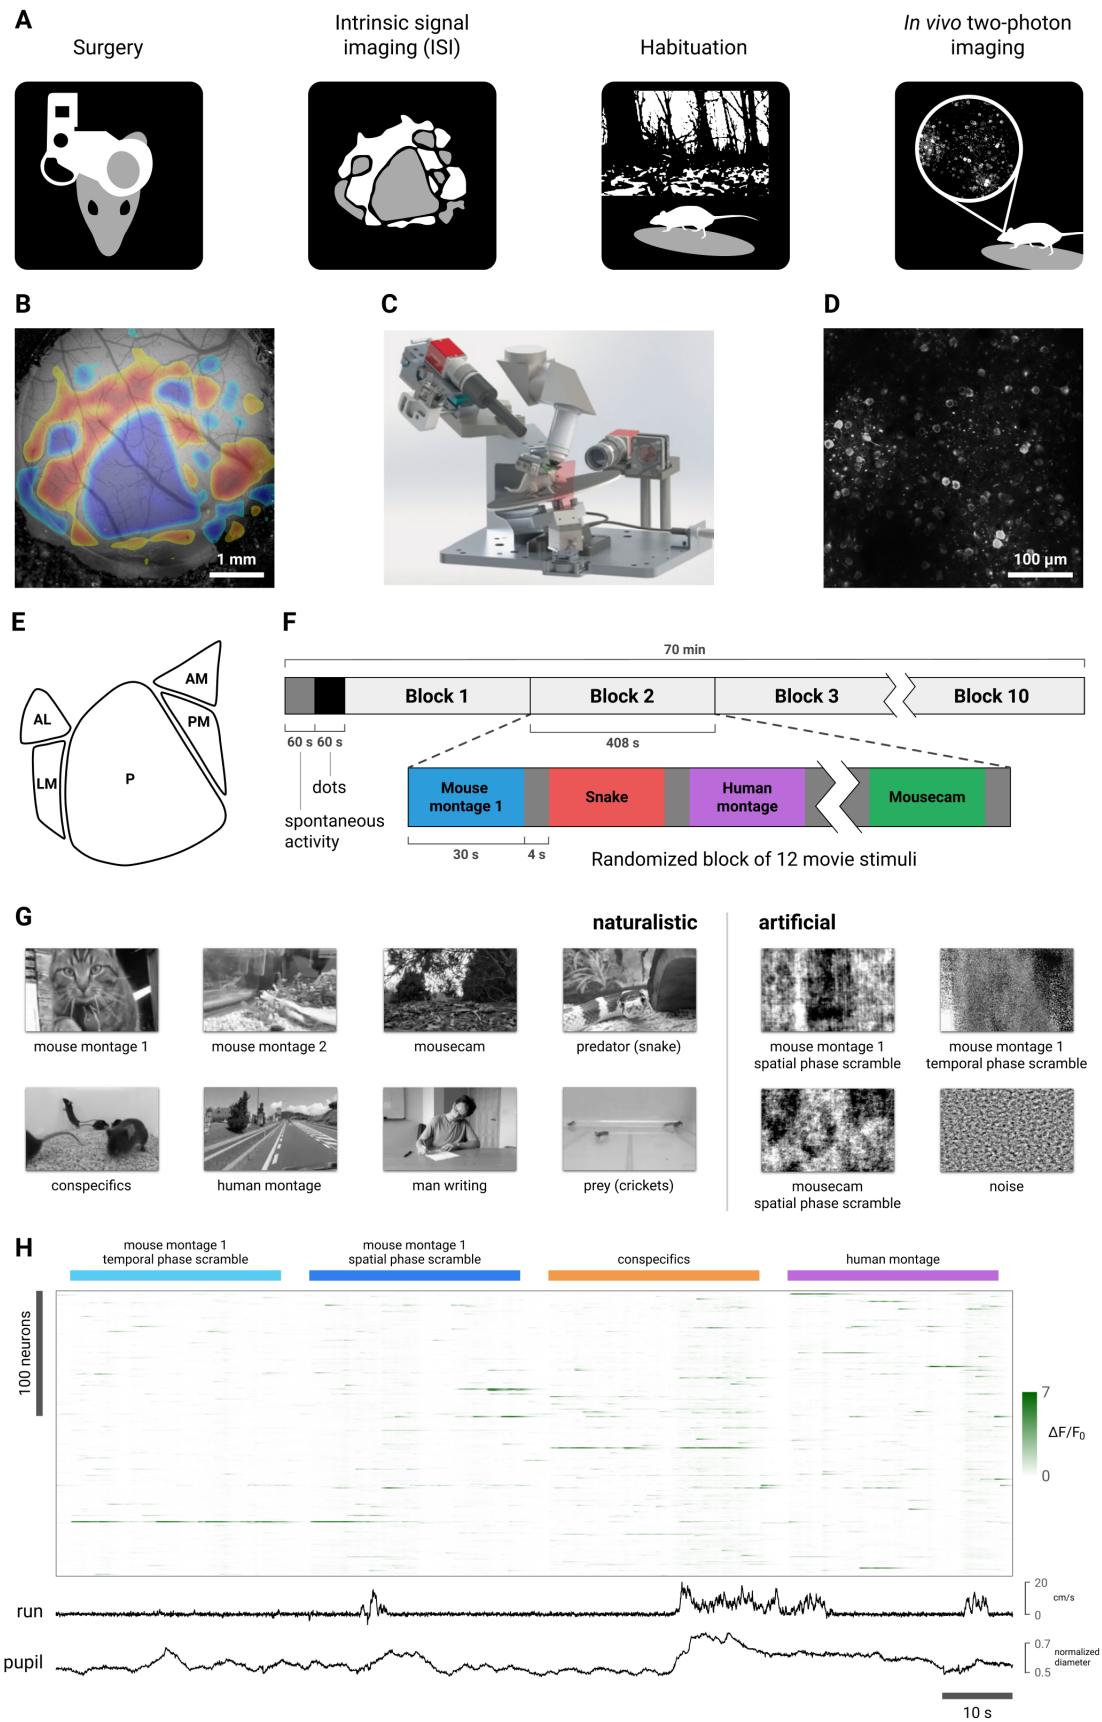 A
Surgery
Intrinsic signal
imaging (ISI)
Habituation
In vivo two-photon
imaging
B
1 mm
C
D
100 µm
E
AL
LM
P
AM
PM
F
70 min
Block 1
Block 2
Block 3
Block 10
60 s
60 s
408 s
dots
spontaneous
activity
Mouse
montage 1
Snake
Human
montage
Mousecam
30 s
4 s
Randomized block of 12 movie stimuli
G
naturalistic
artificial
mouse montage 1
mouse montage 2
mousecam
predator (snake)
mouse montage 1
spatial phase scramble
mouse montage 1
temporal phase scramble
conspecifics
human montage
man writing
prey (crickets)
mousecam
spatial phase scramble
noise
H
mouse montage 1
temporal phase scramble
mouse montage 1
spatial phase scramble
conspecifics
human montage
100 neurons
7
ΔF/F₀
0
run
20
cm/s
0
pupil
0.7
normalized
diameter
0.5
10 s